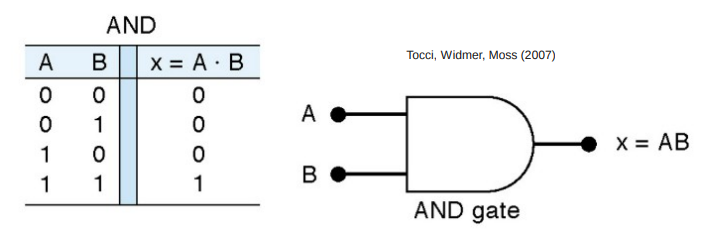 AND
A B x = A · B
0 0 0
0 1 0
1 0 0
1 1 1
Tocci, Widmer, Moss (2007)
A
B
x = AB
AND gate